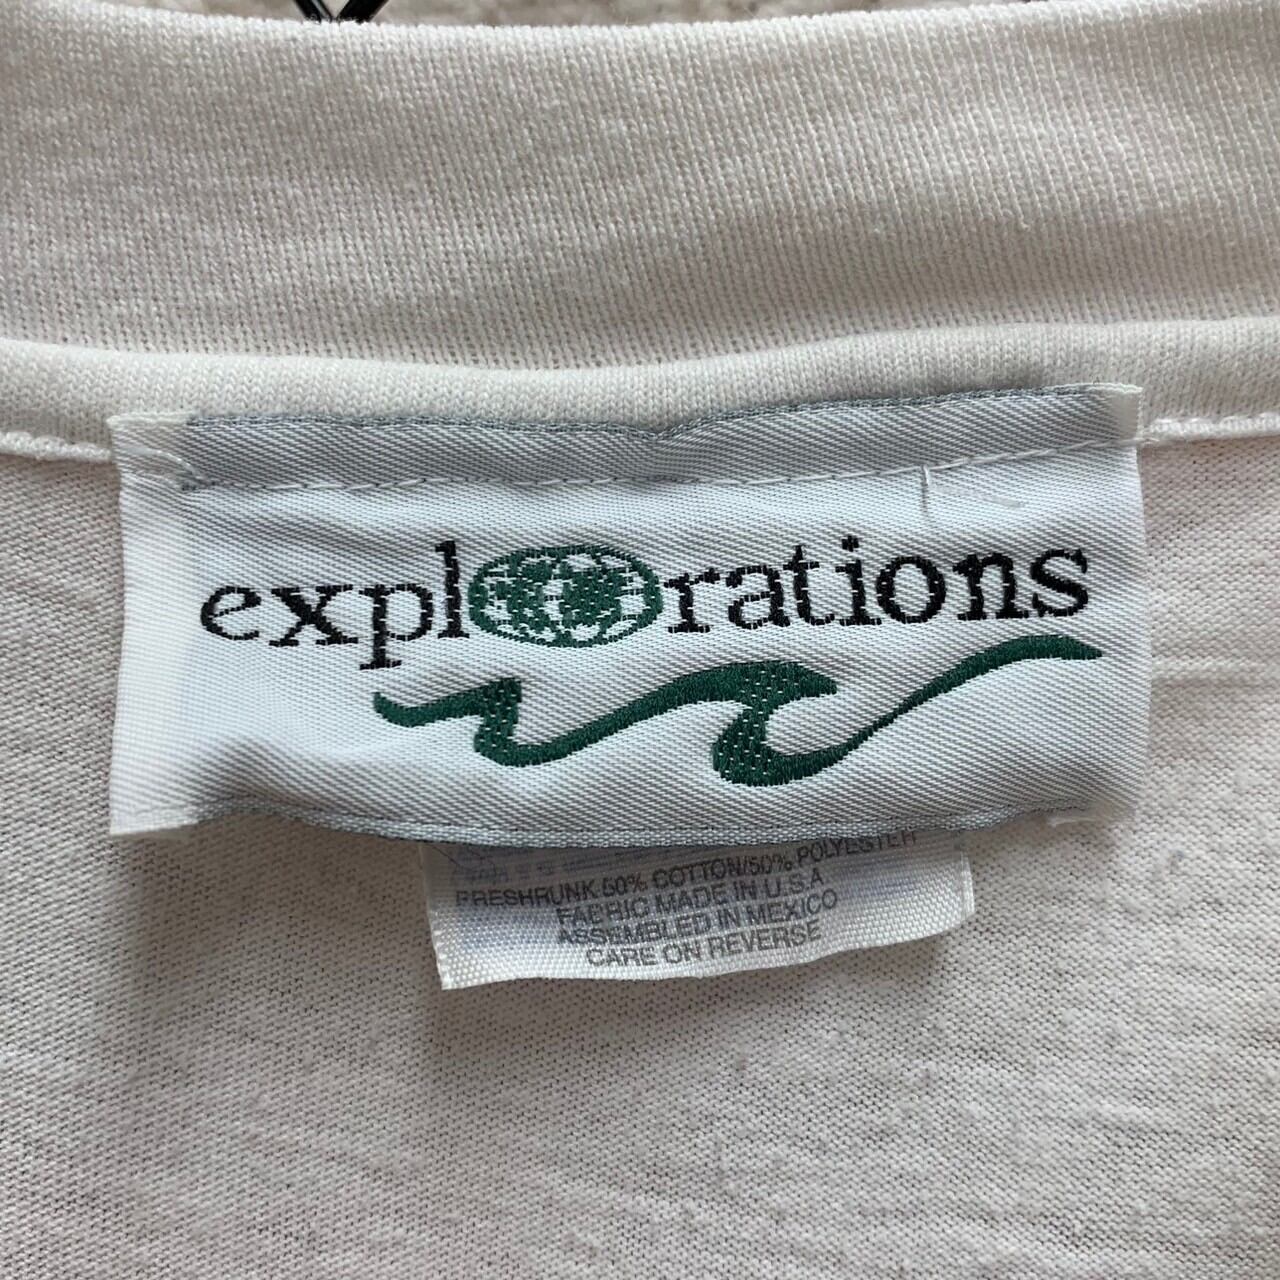 explorations
PRESHRUNK 50% COTTON/50% POLYESTER
FABRIC MADE IN U.S.A
ASSEMBLED IN MEXICO
CARE ON REVERSE